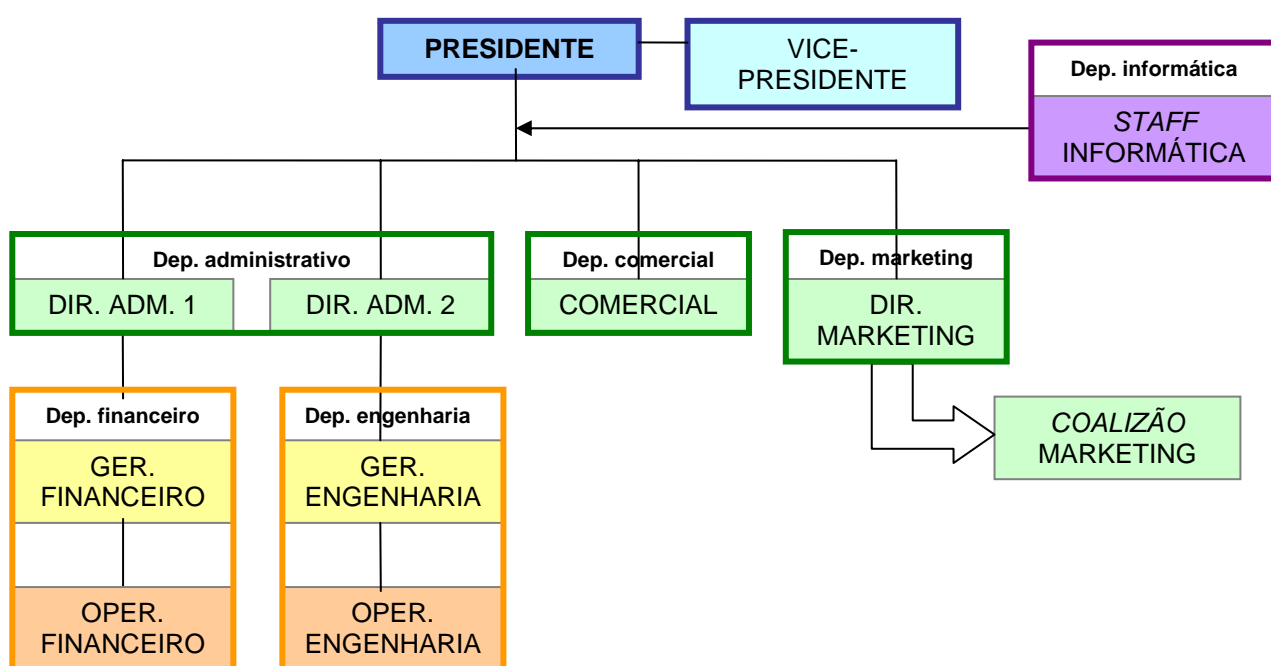 PRESIDENTE
VICE-
PRESIDENTE
Dep. informática
STAFF
INFORMÁTICA
Dep. administrativo
Dep. comercial
Dep. marketing
DIR. ADM. 1
DIR. ADM. 2
COMERCIAL
DIR.
MARKETING
Dep. financeiro
Dep. engenharia
COALIZÃO
MARKETING
GER.
FINANCEIRO
GER.
ENGENHARIA
OPER.
FINANCEIRO
OPER.
ENGENHARIA